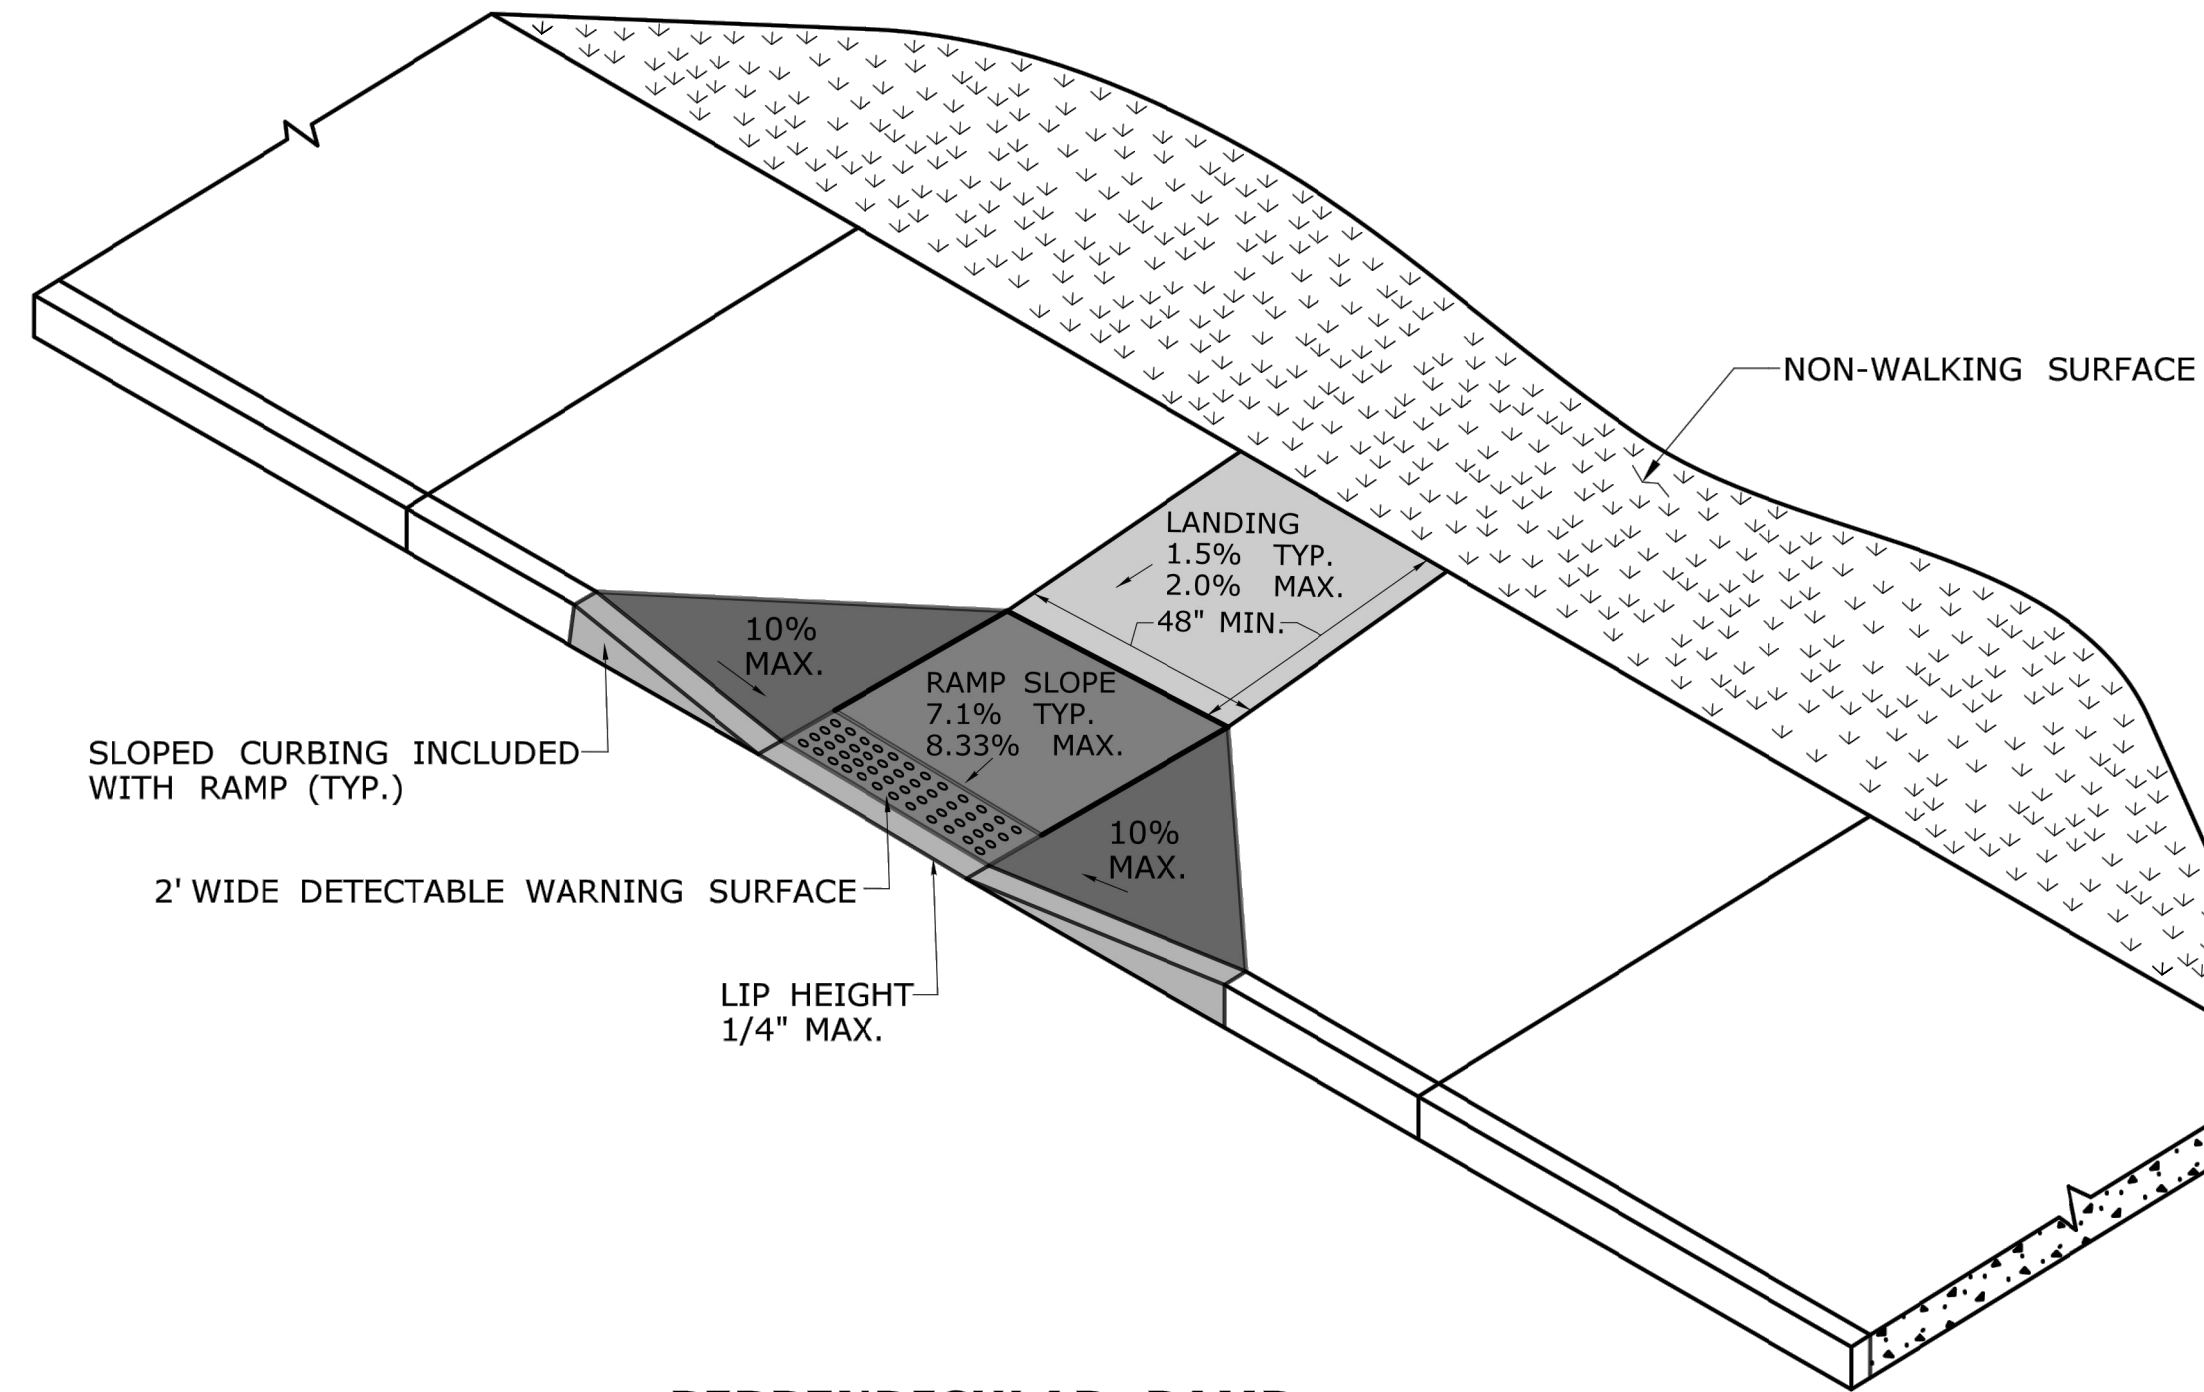 NON-WALKING SURFACE
LANDING
1.5% TYP.
2.0% MAX.
48" MIN.
10%
MAX.
RAMP SLOPE
7.1% TYP.
8.33% MAX.
SLOPED CURBING INCLUDED
WITH RAMP (TYP.)
10%
MAX.
2' WIDE DETECTABLE WARNING SURFACE
LIP HEIGHT
1/4" MAX.